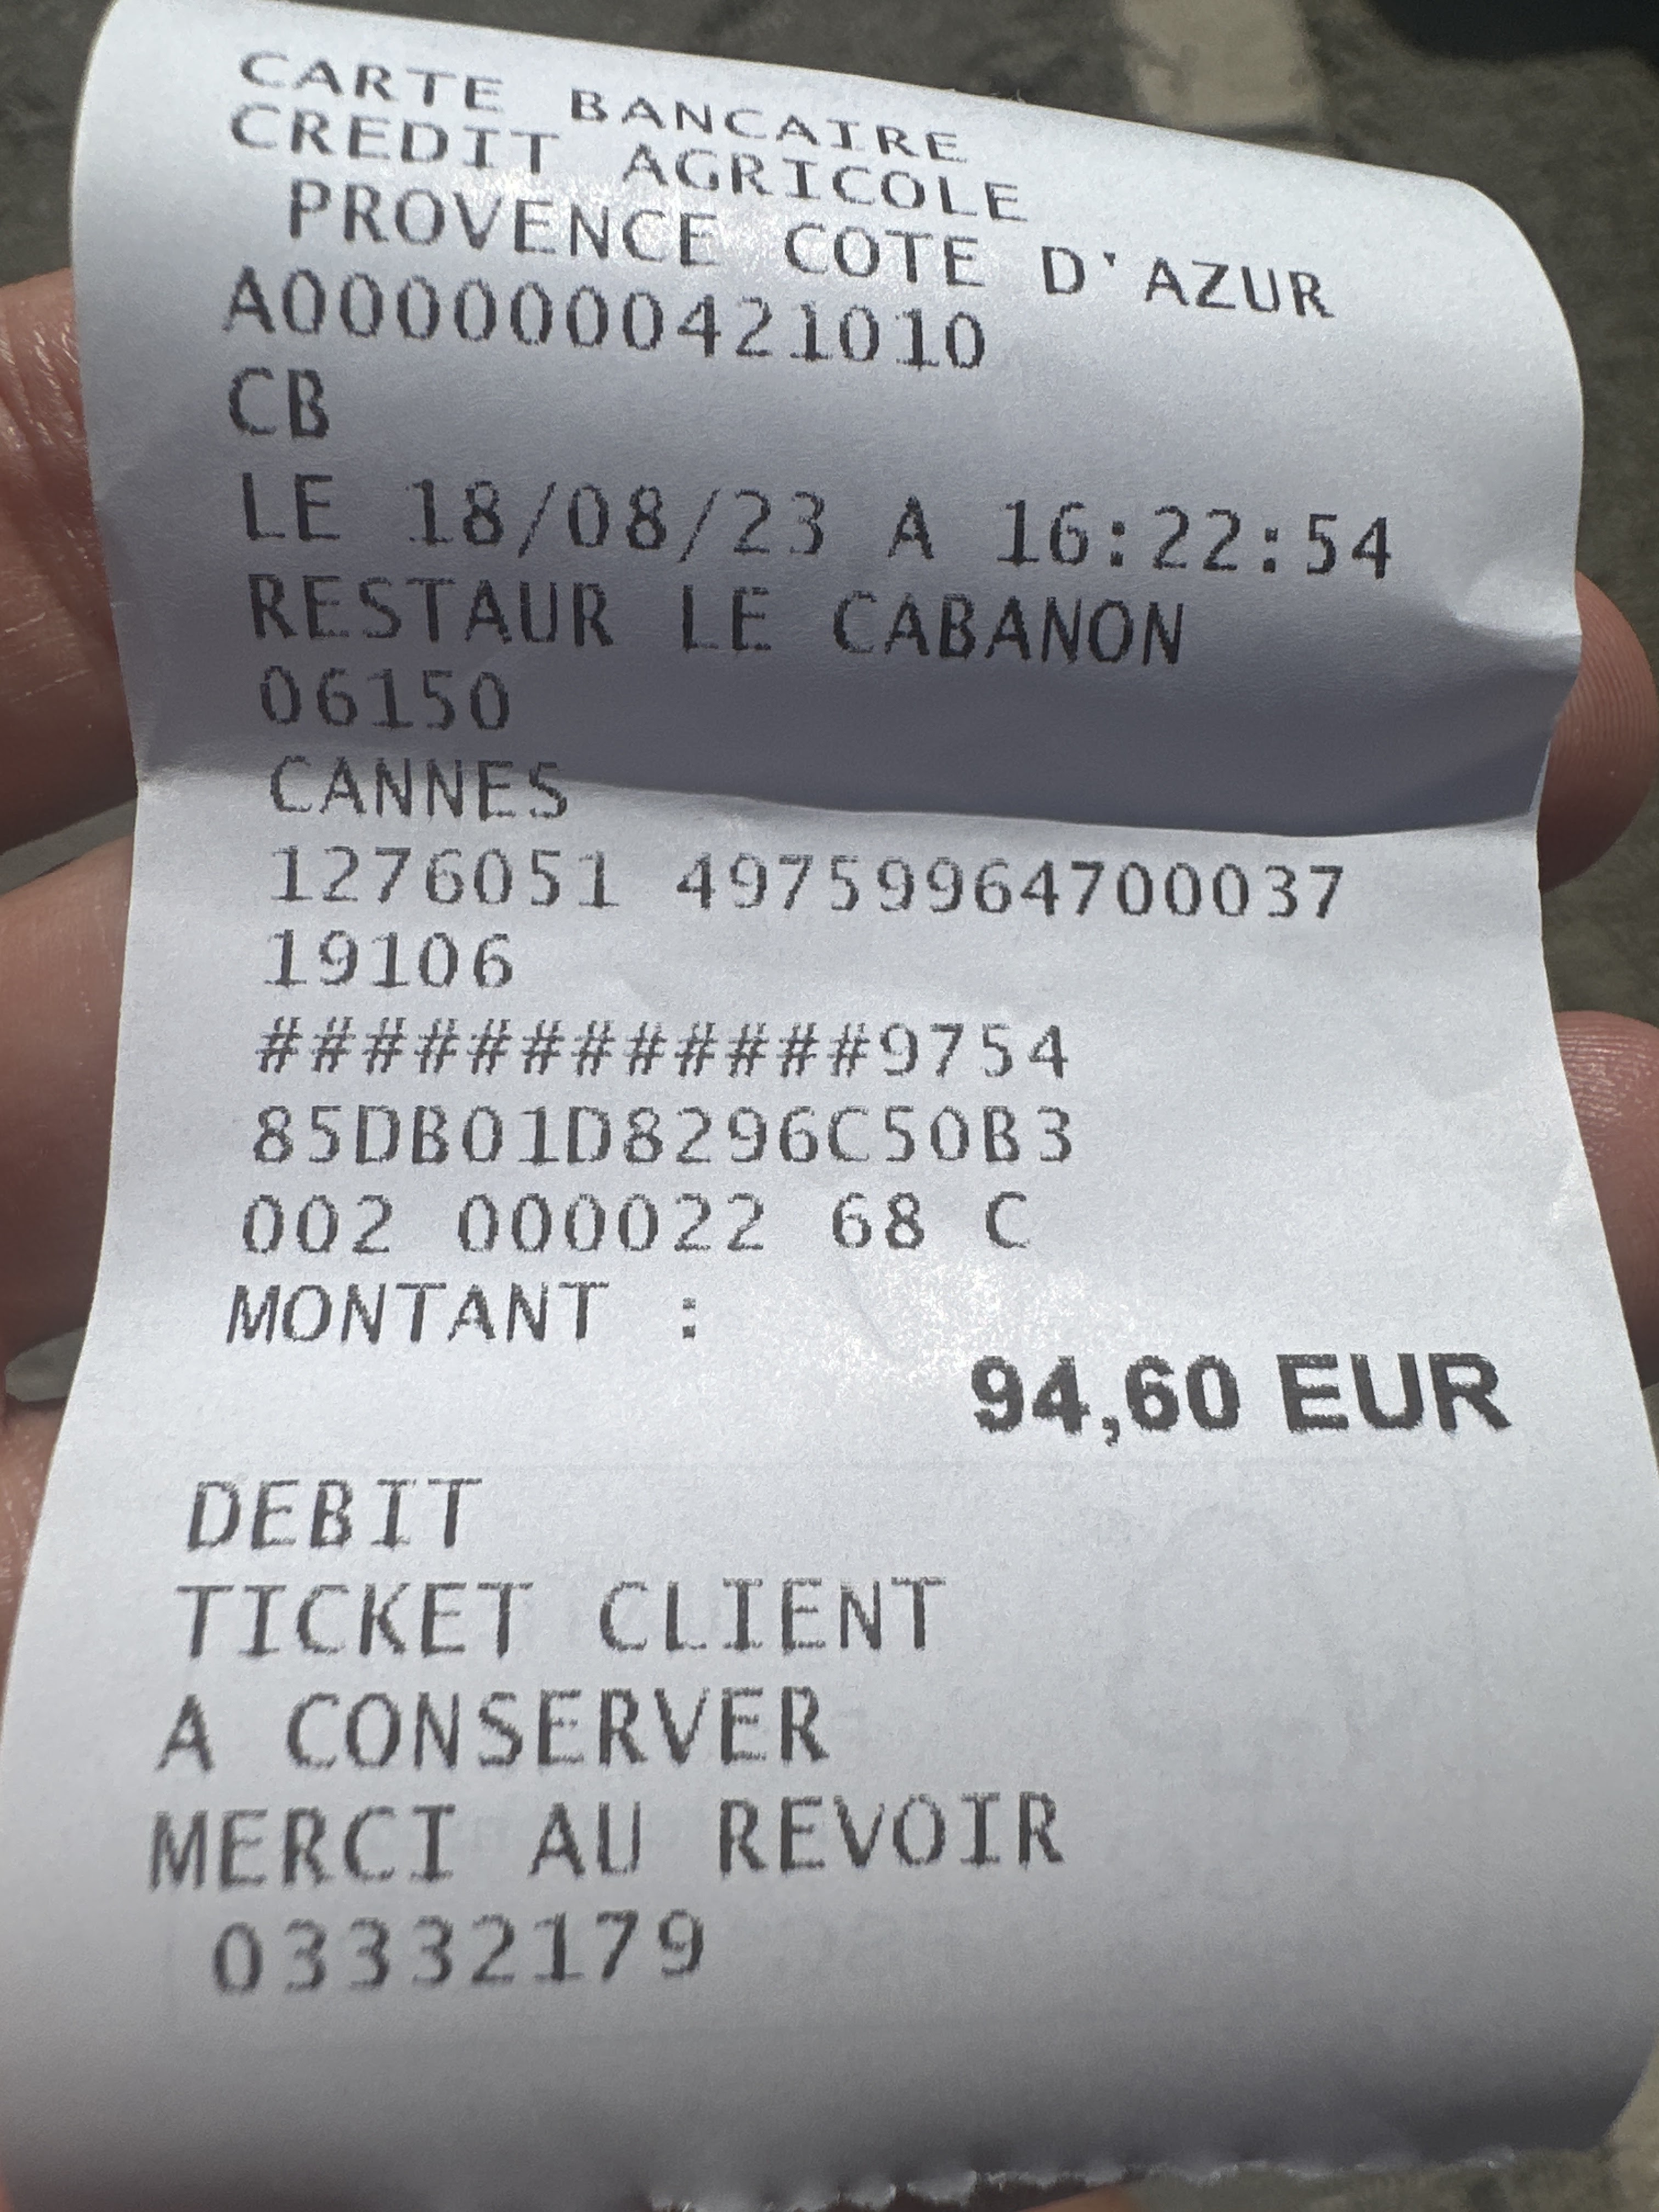 CARTE BANCAIRE
CREDIT AGRICOLE
PROVENCE COTE D'AZUR
A0000000421010
CB
LE 18/08/23 A 16:22:54
RESTAUR LE CABANON
06150
CANNES
1276051 49759964700037
19106
############9754
85DB01D8296C50B3
002 000022 68 C
MONTANT :
94,60 EUR
DEBIT
TICKET CLIENT
A CONSERVER
MERCI AU REVOIR
03332179